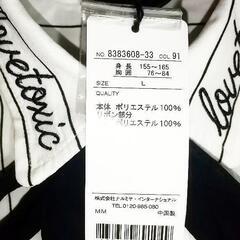 lovetoxic
lovetoxic
NO. 8383608-33 COL 91
身長 155～165
胸囲 76～84
SIZE L
QUALITY
本体 ポリエステル100%
リボン部分
ポリエステル100%
株式会社ナルミヤ・インターナショナル
TEL.0120-985-080
MM 中国製